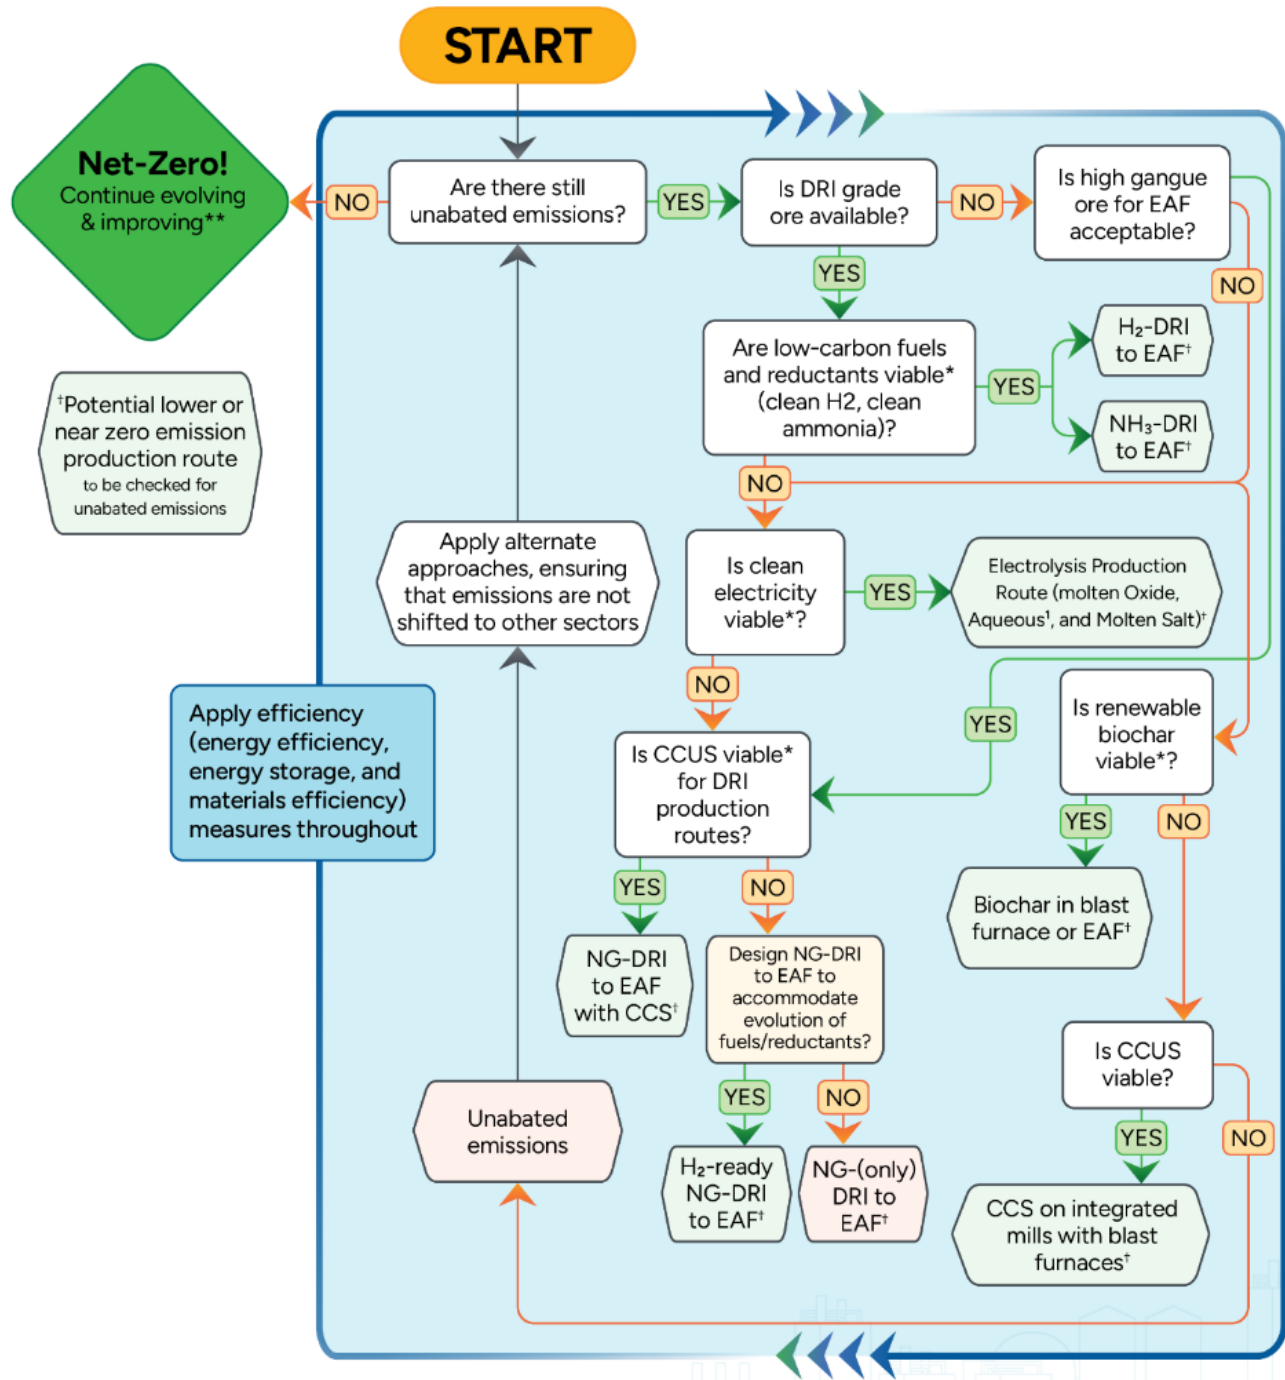 START
Net-Zero!
Continue evolving
& improving**
NO
Are there still
unabated emissions?
YES
Is DRI grade
ore available?
NO
Is high gangue
ore for EAF
acceptable?
NO
YES
Are low-carbon fuels
and reductants viable*
(clean H2, clean
ammonia)?
YES
H₂-DRI
to EAF†
NH₃-DRI
to EAF†
†Potential lower or
near zero emission
production route
to be checked for
unabated emissions
NO
Apply alternate
approaches, ensuring
that emissions are not
shifted to other sectors
Is clean
electricity
viable*?
YES
Electrolysis Production
Route (molten Oxide,
Aqueous¹, and Molten Salt)†
NO
YES
Is renewable
biochar
viable*?
Apply efficiency
(energy efficiency,
energy storage, and
materials efficiency)
measures throughout
Is CCUS viable*
for DRI
production
routes?
YES
NO
YES
NO
Biochar in blast
furnace or EAF†
NG-DRI
to EAF
with CCS†
Design NG-DRI
to EAF to
accommodate
evolution of
fuels/reductants?
Is CCUS
viable?
YES
NO
YES
NO
Unabated
emissions
H₂-ready
NG-DRI
to EAF†
NG-(only)
DRI to
EAF†
CCS on integrated
mills with blast
furnaces†